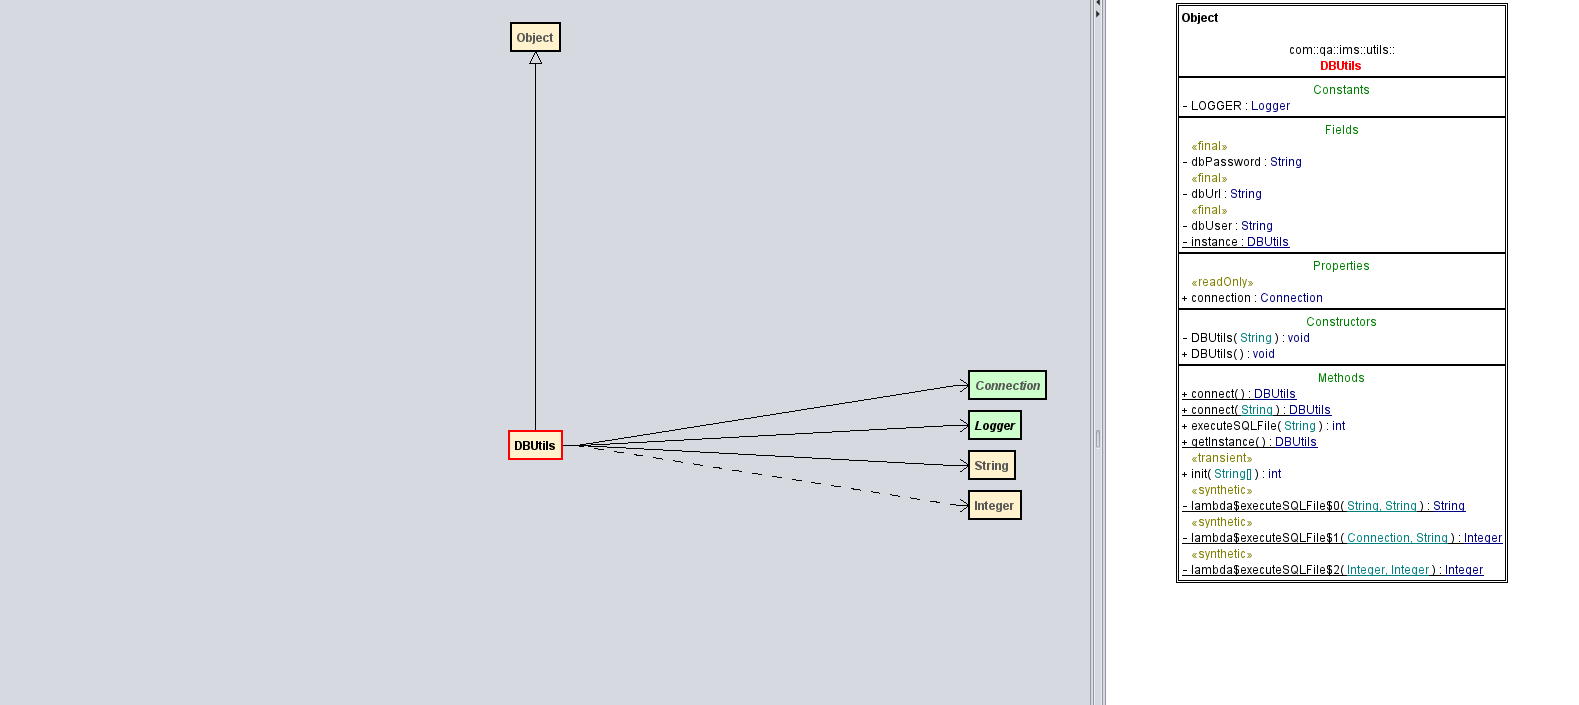 Object
DBUtils
Connection
Logger
String
Integer
Object
com::qa::ims::utils::
DBUtils
Constants
- LOGGER : Logger
Fields
«final»
- dbPassword : String
«final»
- dbUrl : String
«final»
- dbUser : String
- instance : DBUtils
Properties
«readOnly»
+ connection : Connection
Constructors
- DBUtils( String ) : void
+ DBUtils( ) : void
Methods
+ connect( ) : DBUtils
+ connect( String ) : DBUtils
+ executeSQLFile( String ) : int
+ getInstance( ) : DBUtils
«transient»
+ init( String[] ) : int
«synthetic»
- lambda$executeSQLFile$0( String, String ) : String
«synthetic»
- lambda$executeSQLFile$1( Connection, String ) : Integer
«synthetic»
- lambda$executeSQLFile$2( Integer, Integer ) : Integer